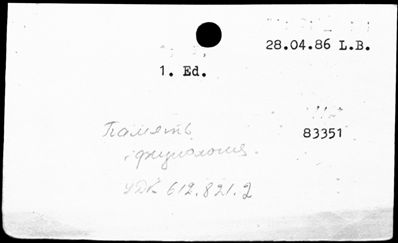 28.04.86 L.B.
1. Ed.
Память,
физиология.
83351
УДК 612.821.2